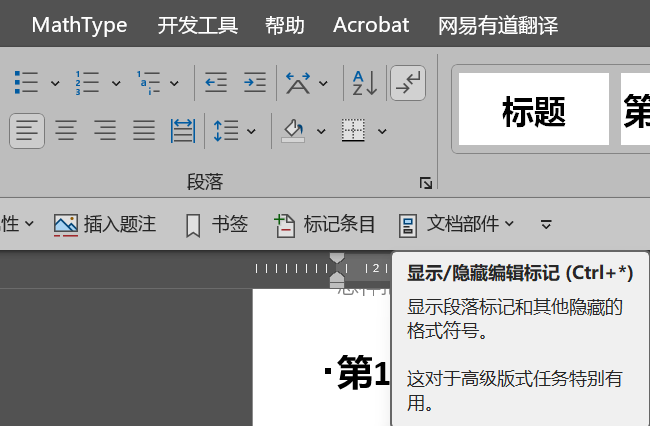 MathType 开发工具 帮助 Acrobat 网易有道翻译
标题 第
段落
性 插入题注 书签 标记条目 文档部件
2
显示/隐藏编辑标记 (Ctrl+*)
显示段落标记和其他隐藏的
格式符号。
这对于高级版式任务特别有
用。
第1